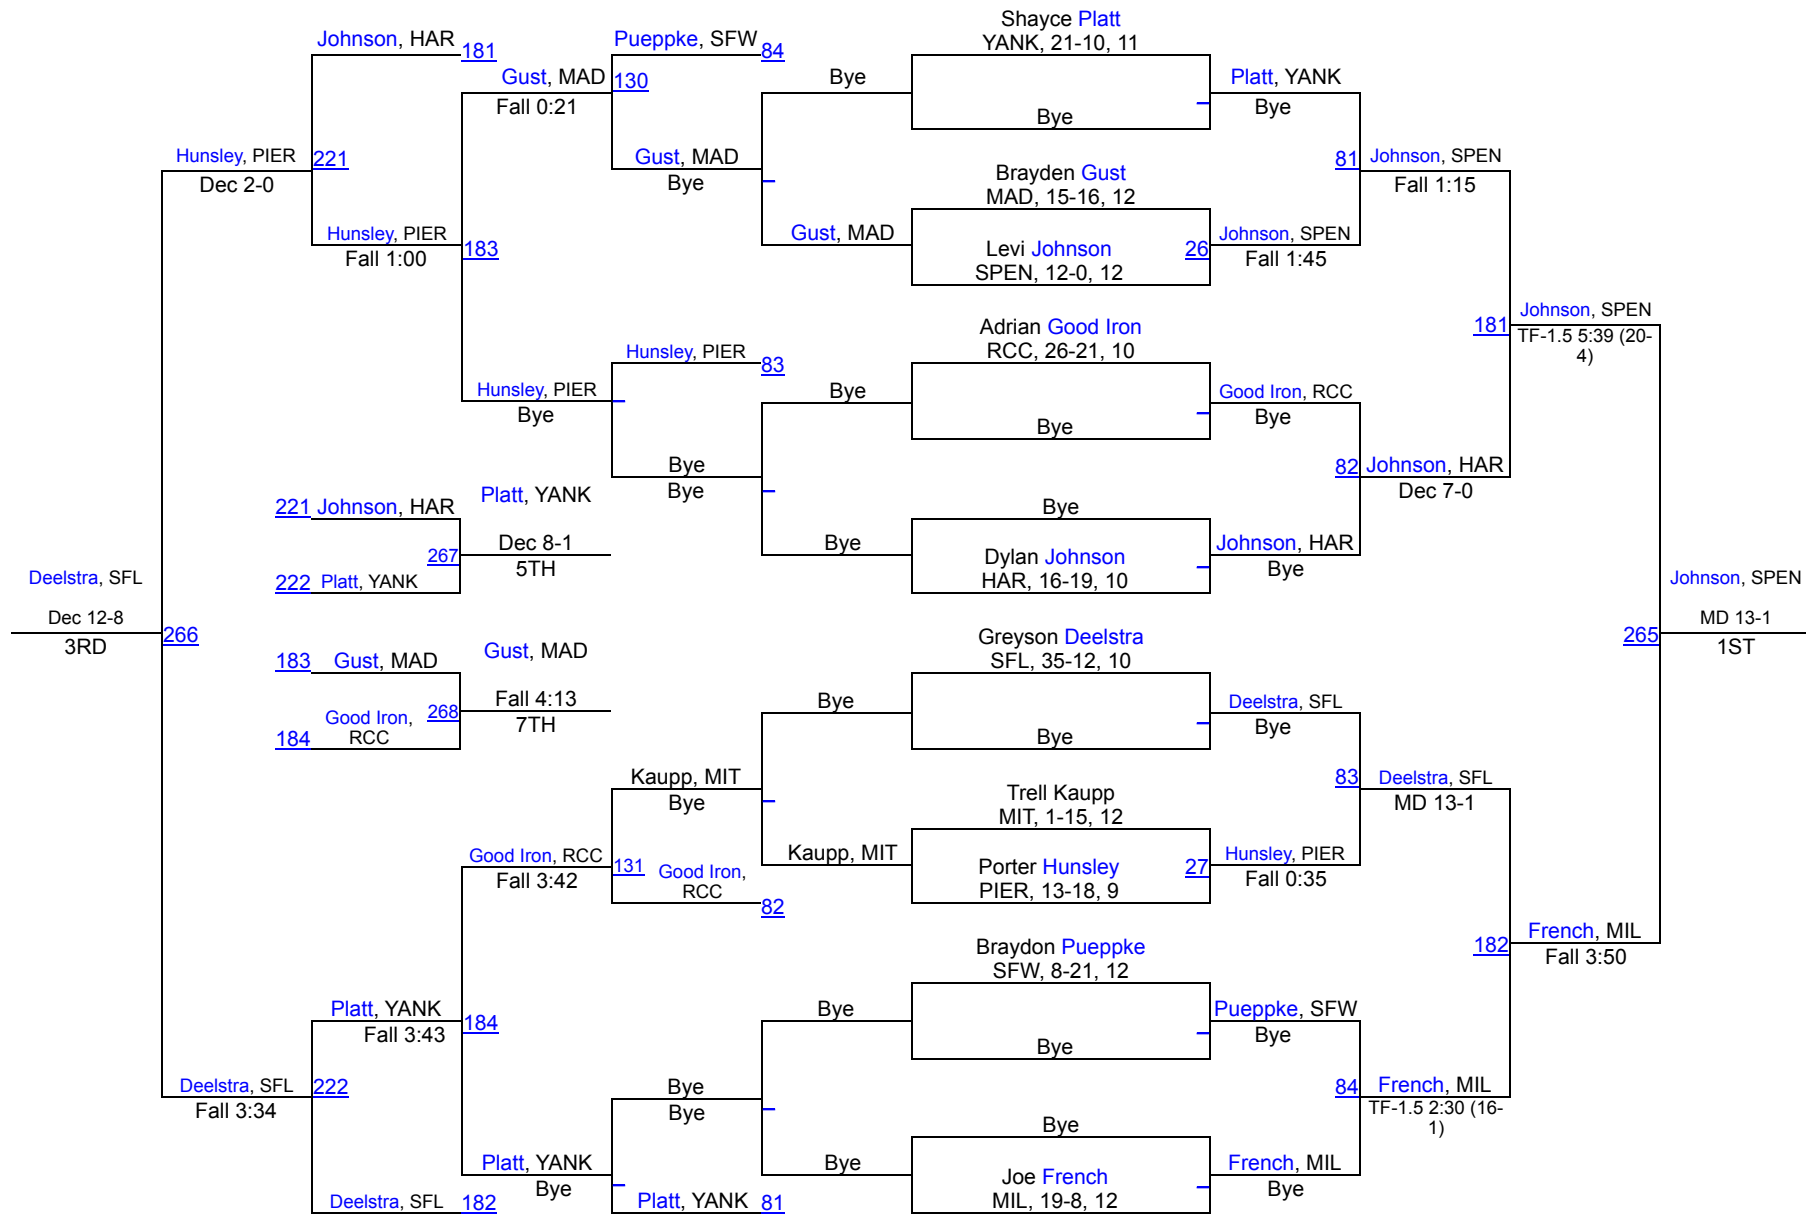 Shayce Platt
YANK, 21-10, 11
Bye
Brayden Gust
MAD, 15-16, 12
Levi Johnson
SPEN, 12-0, 12
26
Adrian Good Iron
RCC, 26-21, 10
Bye
Bye
Dylan Johnson
HAR, 16-19, 10
Greyson Deelstra
SFL, 35-12, 10
Bye
Trell Kaupp
MIT, 1-15, 12
Porter Hunsley
PIER, 13-18, 9
27
Braydon Pueppke
SFW, 8-21, 12
Bye
Bye
Joe French
MIL, 19-8, 12
Platt, YANK
Bye
81
Johnson, SPEN
Fall 1:45
Good Iron, RCC
Bye
82
Johnson, HAR
Bye
Deelstra, SFL
Bye
83
Hunsley, PIER
Fall 0:35
Pueppke, SFW
Bye
84
French, MIL
Bye
Johnson, SPEN
Fall 1:15
181
Johnson, HAR
Dec 7-0
Deelstra, SFL
MD 13-1
182
French, MIL
TF-1.5 2:30 (16-
1)
Johnson, SPEN
TF-1.5 5:39 (20-
4)
265
French, MIL
Fall 3:50
Johnson, SPEN
MD 13-1
1ST
Bye
Gust, MAD
Bye
Bye
Bye
Kaupp, MIT
Bye
Bye
Pueppke, SFW
84
130
Gust, MAD
Bye
Hunsley, PIER
83
Bye
Bye
Kaupp, MIT
Bye
131
Good Iron,
RCC
82
Bye
Bye
Platt, YANK
81
Gust, MAD
Fall 0:21
183
Hunsley, PIER
Bye
Good Iron, RCC
Fall 3:42
184
Platt, YANK
Bye
Johnson, HAR
181
221
Hunsley, PIER
Fall 1:00
Platt, YANK
Fall 3:43
222
Deelstra, SFL
182
Hunsley, PIER
Dec 2-0
266
Deelstra, SFL
Fall 3:34
Deelstra, SFL
Dec 12-8
3RD
221
Johnson, HAR
267
222
Platt, YANK
Platt, YANK
Dec 8-1
5TH
183
Gust, MAD
268
184
Good Iron,
RCC
Gust, MAD
Fall 4:13
7TH